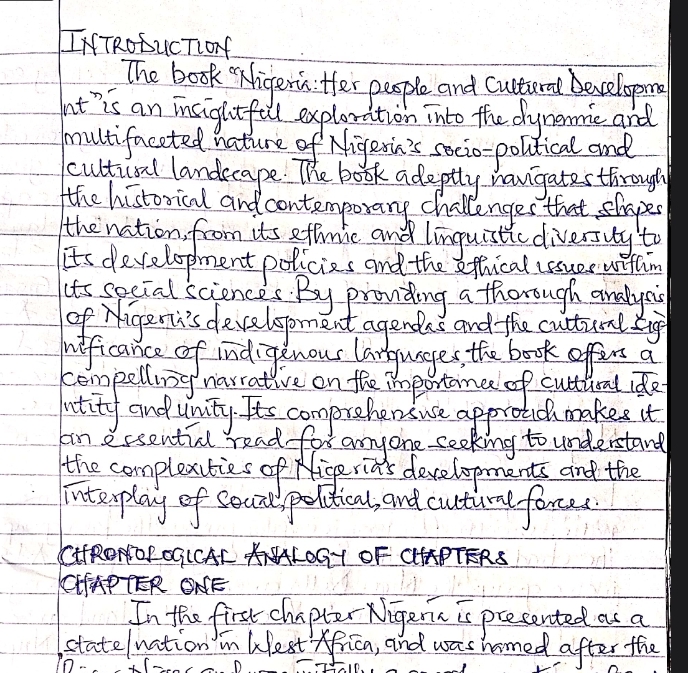 INTRODUCTION
The book "Nigeria: Her people and Cultural Developme
nt" is an insightful exploration into the dynamic and
multifaceted nature of Nigeria's socio-political and
cultural landscape. The book adeptly navigates through
the historical and contemporary challenges that shapes
the nation, from its ethnic and linguistic diversity to
its development policies and the ethical issues within
its social sciences. By providing a thorough analysis
of Nigeria's development agendas and the cultural sig-
nificance of indigenous languages, the book offers a
compelling narrative on the importance of cultural ide-
ntity and unity. Its comprehensive approach makes it
an essential read for anyone seeking to understand
the complexities of Nigeria's developments and the
interplay of social, political, and cultural forces.
CHRONOLOGICAL ANALOGY OF CHAPTERS
CHAPTER ONE
In the first chapter Nigeria is presented as a
state/nation in West Africa, and was named after the